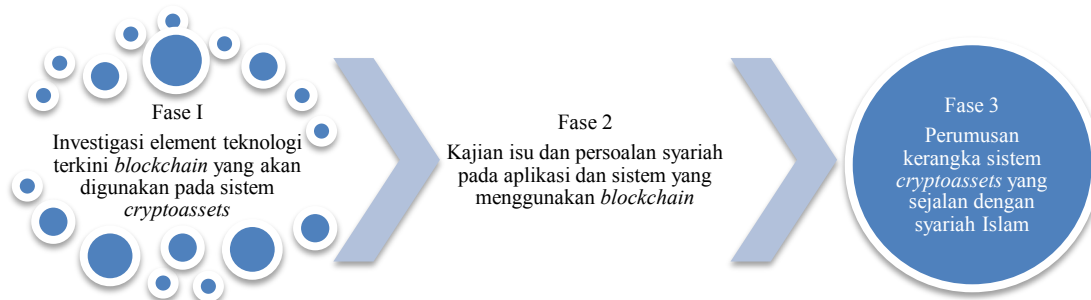 Fase I
Investigasi element teknologi
terkini blockchain yang akan
digunakan pada sistem
cryptoassets
Fase 2
Kajian isu dan persoalan syariah
pada aplikasi dan sistem yang
menggunakan blockchain
Fase 3
Perumusan
kerangka sistem
cryptoassets yang
sejalan dengan
syariah Islam